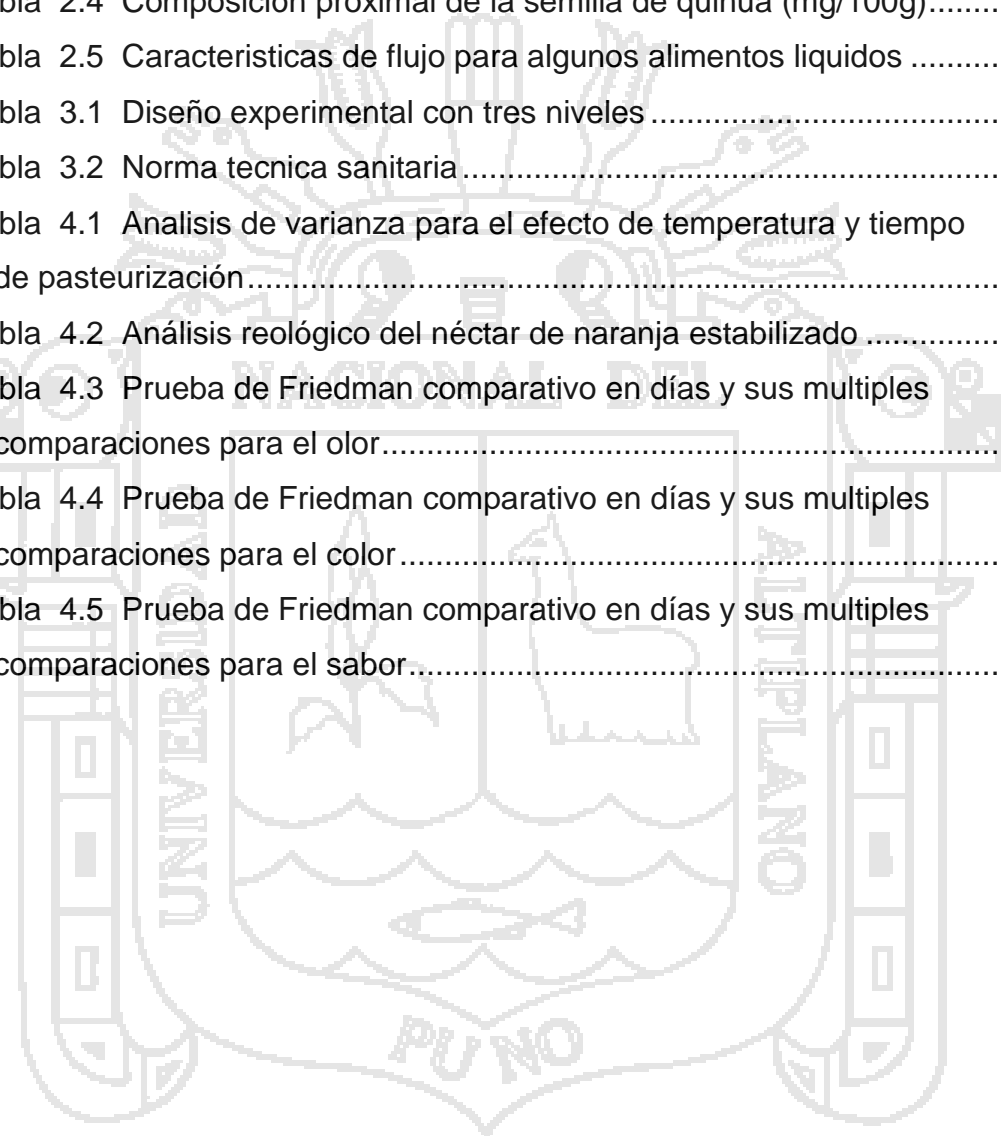 bla 2.4 Composición proximal de la semilla de quinua (mg/100g)........
bla 2.5 Caracteristicas de flujo para algunos alimentos liquidos ..........
bla 3.1 Diseño experimental con tres niveles.......................................
bla 3.2 Norma tecnica sanitaria............................................................
bla 4.1 Analisis de varianza para el efecto de temperatura y tiempo
de pasteurización....................................................................................
bla 4.2 Análisis reológico del néctar de naranja estabilizado ...............
bla 4.3 Prueba de Friedman comparativo en días y sus multiples
comparaciones para el olor.....................................................................
bla 4.4 Prueba de Friedman comparativo en días y sus multiples
comparaciones para el color...................................................................
bla 4.5 Prueba de Friedman comparativo en días y sus multiples
comparaciones para el sabor..................................................................
NACIONAL DEL
UNIVERSIDAD
ALTIPLANO
PUNO